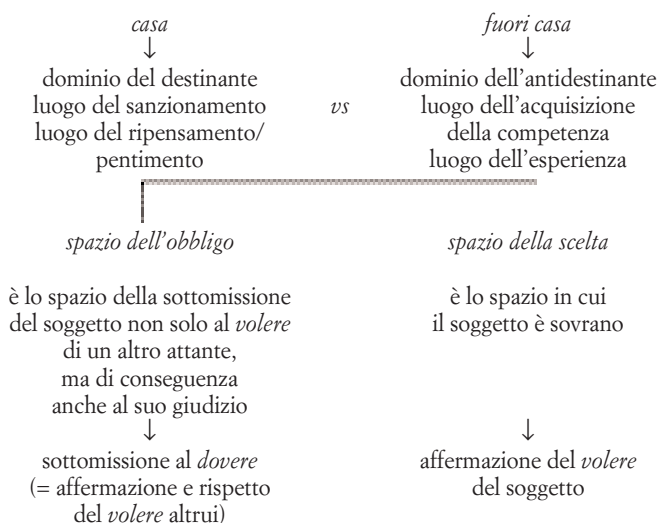 casa
↓
dominio del destinante
luogo del sanzionamento
luogo del ripensamento/
pentimento
vs
fuori casa
↓
dominio dell’antidestinante
luogo dell’acquisizione
della competenza
luogo dell’esperienza
spazio dell’obbligo
è lo spazio della sottomissione
del soggetto non solo al volere
di un altro attante,
ma di conseguenza
anche al suo giudizio
↓
sottomissione al dovere
(= affermazione e rispetto
del volere altrui)
spazio della scelta
è lo spazio in cui
il soggetto è sovrano
↓
affermazione del volere
del soggetto